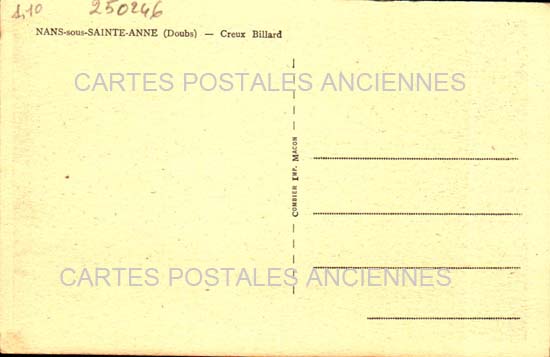 1,10 250246
NANS-sous-SAINTE-ANNE (Doubs) — Creux Billard
CARTES POSTALES ANCIENNES
COMBIER IMP. MACON
CARTES POSTALES ANCIENNES